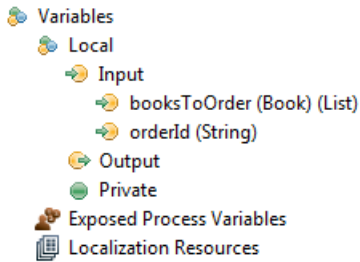 Variables
Local
Input
booksToOrder (Book) (List)
orderId (String)
Output
Private
Exposed Process Variables
Localization Resources